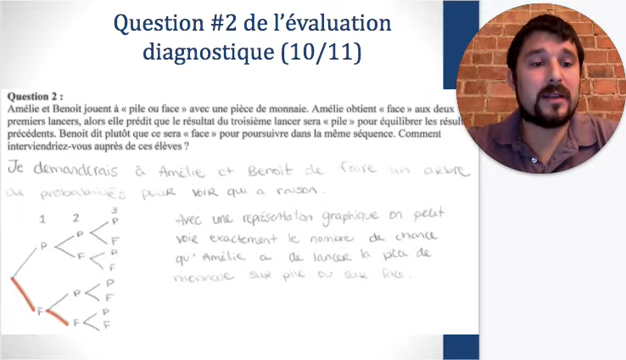 Question #2 de l'évaluation
diagnostique (10/11)
Question 2 :
Amélie et Benoit jouent à « pile ou face » avec une pièce de monnaie. Amélie obtient « face » aux deux
premiers lancers, alors elle prédit que le résultat du troisième lancer sera « pile » pour équilibrer les résul
précédents. Benoit dit plutôt que ce sera « face » pour poursuivre dans la même séquence. Comment
interviendriez-vous auprès de ces élèves ?
Je demanderais à Amélie et Benoit de faire un arbre
de probabilités pour voir qui a raison.
1 2 3
P
P
F
P
P
F
F
P
P
F
F
P
F
F
Avec une représentation graphique on peut
voir exactement le nombre de chance
qu'Amélie a de lancer la pièce de
monnaie sur pile ou sur face.